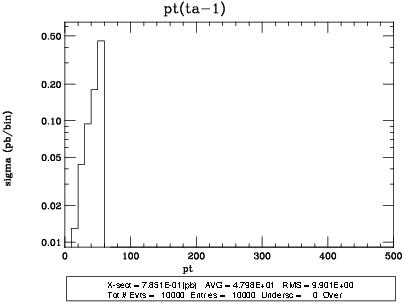 pt(ta−1)
sigma (pb/bin)
0.50
0.20
0.10
0.05
0.02
0.01
0 100 200 300 400 500
pt
X-sect = 7.851E-01(pb) AVG = 4.798E+01 RMS = 9.901E+00
Tot # Evts = 10000 Entries = 10000 Undersc = 0 Over